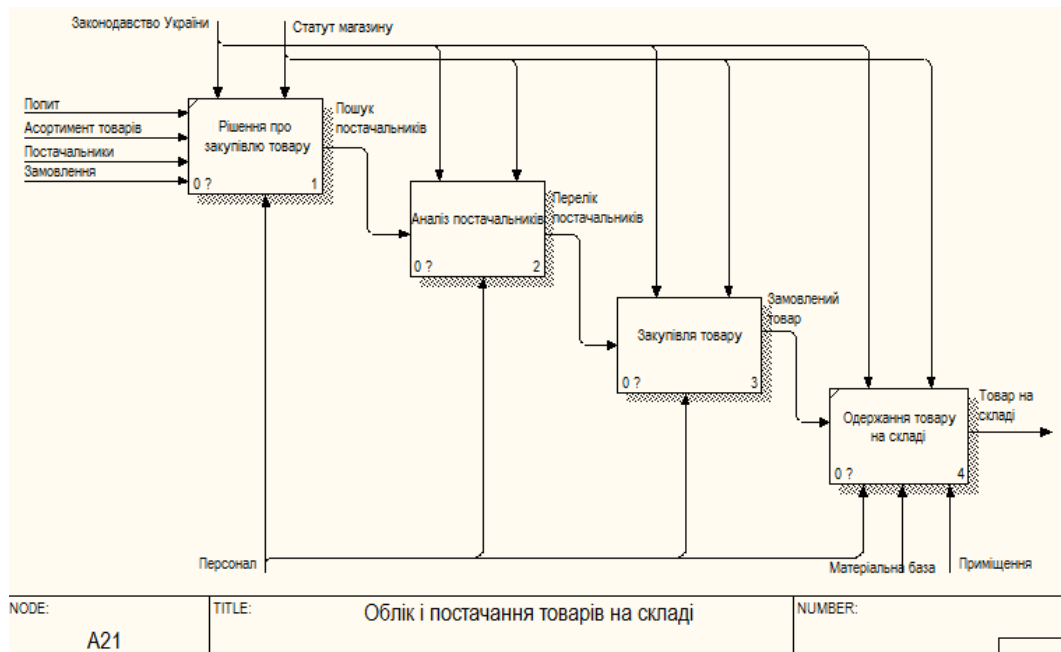 Законодавство України
Статут магазину
Попит
Асортимент товарів
Постачальники
Замовлення
Рішення про
закупівлю товару
0 ?
1
Пошук
постачальників
Аналіз постачальників
0 ?
2
Перелік
постачальників
Закупівля товару
0 ?
3
Замовлений
товар
Одержання товару
на складі
0 ?
4
Товар на
складі
Персонал
Матеріальна база
Приміщення
NODE:
A21
TITLE:
Облік і постачання товарів на складі
NUMBER: